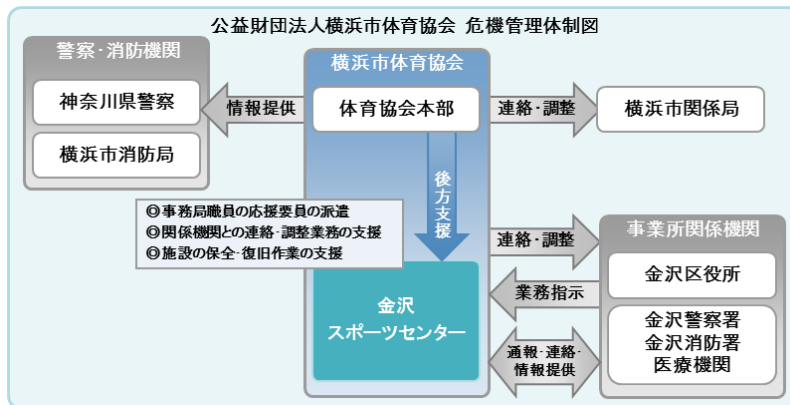 公益財団法人横浜市体育協会 危機管理体制図
警察・消防機関
神奈川県警察
横浜市消防局
情報提供
横浜市体育協会
体育協会本部
連絡・調整
横浜市関係局
後方支援
◎事務局職員の応援要員の派遣
◎関係機関との連絡・調整業務の支援
◎施設の保全・復旧作業の支援
金沢
スポーツセンター
連絡・調整
業務指示
通報・連絡・
情報提供
事業所関係機関
金沢区役所
金沢警察署
金沢消防署
医療機関